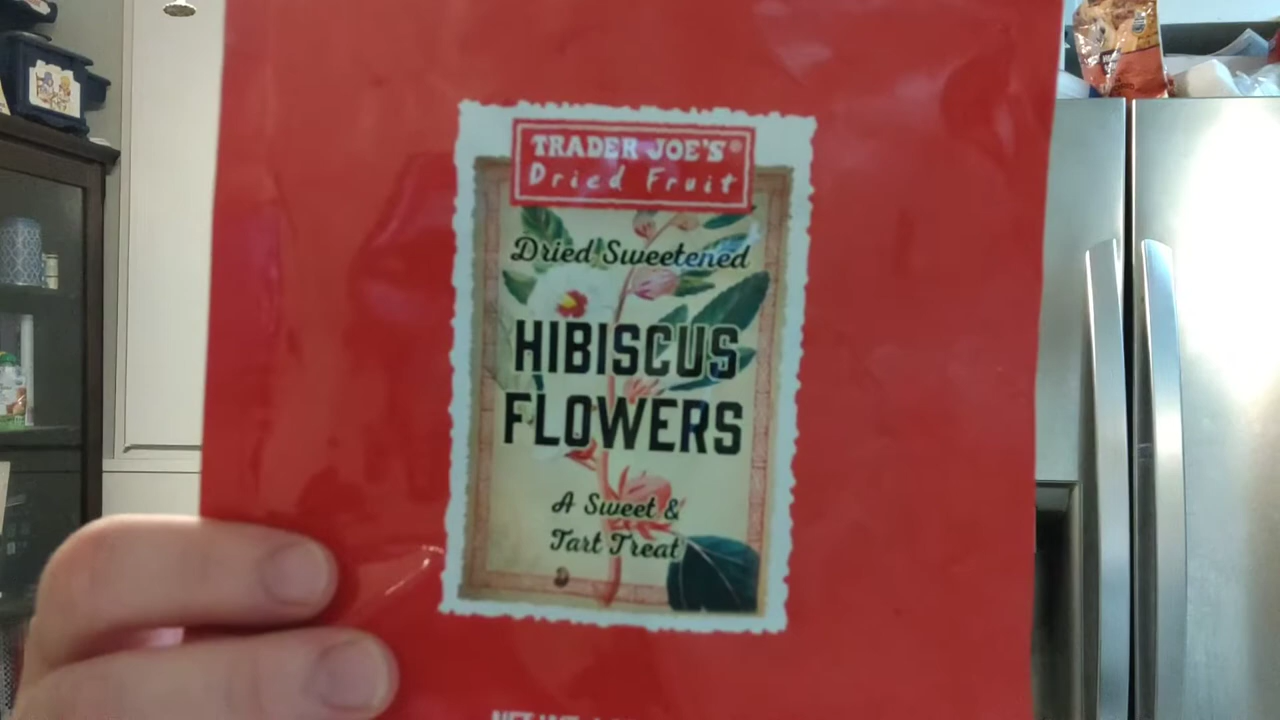 TRADER JOE'S®
Dried Fruit
Dried Sweetened
HIBISCUS
FLOWERS
A Sweet &
Tart Treat